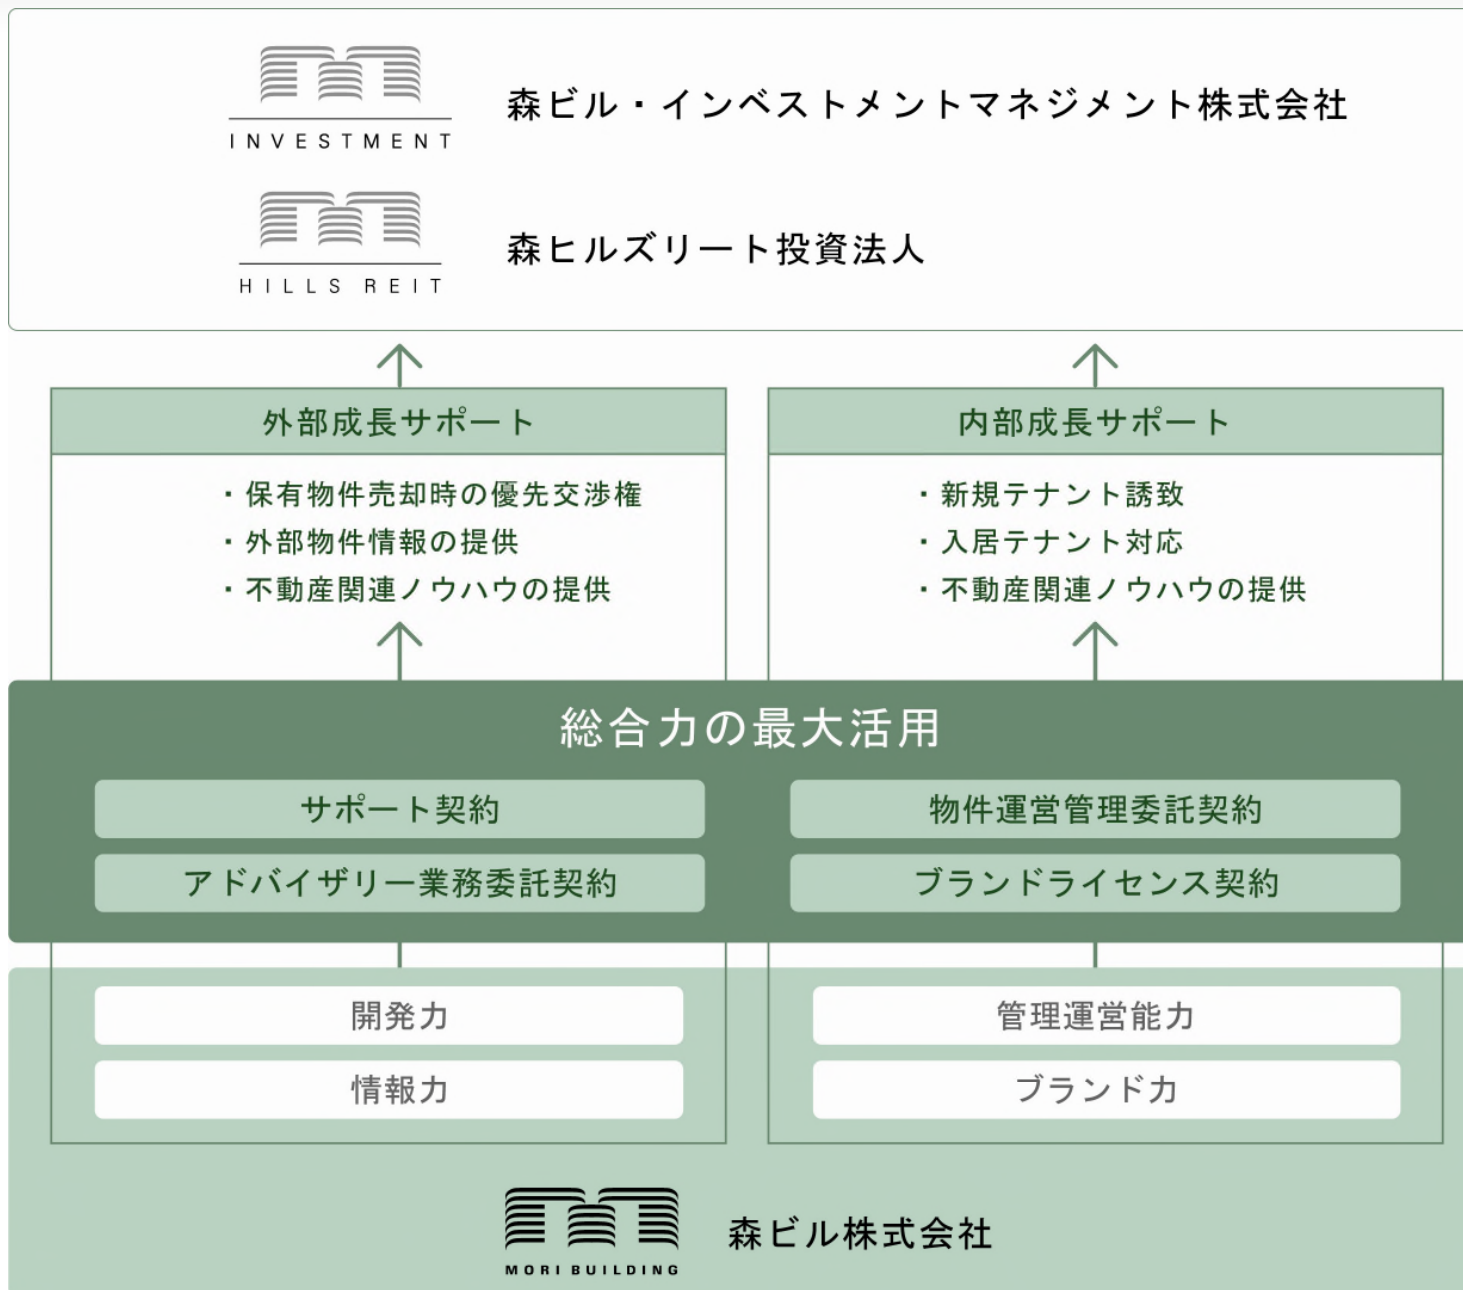 INVESTMENT
森ビル・インベストメントマネジメント株式会社
HILLS REIT
森ヒルズリート投資法人
外部成長サポート
・保有物件売却時の優先交渉権
・外部物件情報の提供
・不動産関連ノウハウの提供
内部成長サポート
・新規テナント誘致
・入居テナント対応
・不動産関連ノウハウの提供
総合力の最大活用
サポート契約
アドバイザリー業務委託契約
物件運営管理委託契約
ブランドライセンス契約
開発力
情報力
管理運営能力
ブランド力
MORI BUILDING
森ビル株式会社